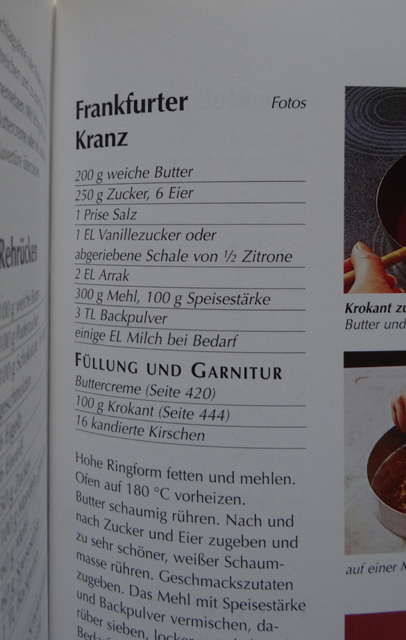 Frankfurter
Kranz
Fotos
200 g weiche Butter
250 g Zucker, 6 Eier
1 Prise Salz
1 EL Vanillezucker oder
abgeriebene Schale von ½ Zitrone
2 EL Arrak
300 g Mehl, 100 g Speisestärke
3 TL Backpulver
einige EL Milch bei Bedarf
FÜLLUNG UND GARNITUR
Buttercreme (Seite 420)
100 g Krokant (Seite 444)
16 kandierte Kirschen
Hohe Ringform fetten und mehlen.
Ofen auf 180 °C vorheizen.
Butter schaumig rühren. Nach und
nach Zucker und Eier zugeben und
zu sehr schöner, weißer Schaum-
masse rühren. Geschmackszutaten
zugeben. Das Mehl mit Speisestärke
und Backpulver vermischen, da-
rüber sieben, locker
Rehrücken
Krokant zu
Butter und
auf einer